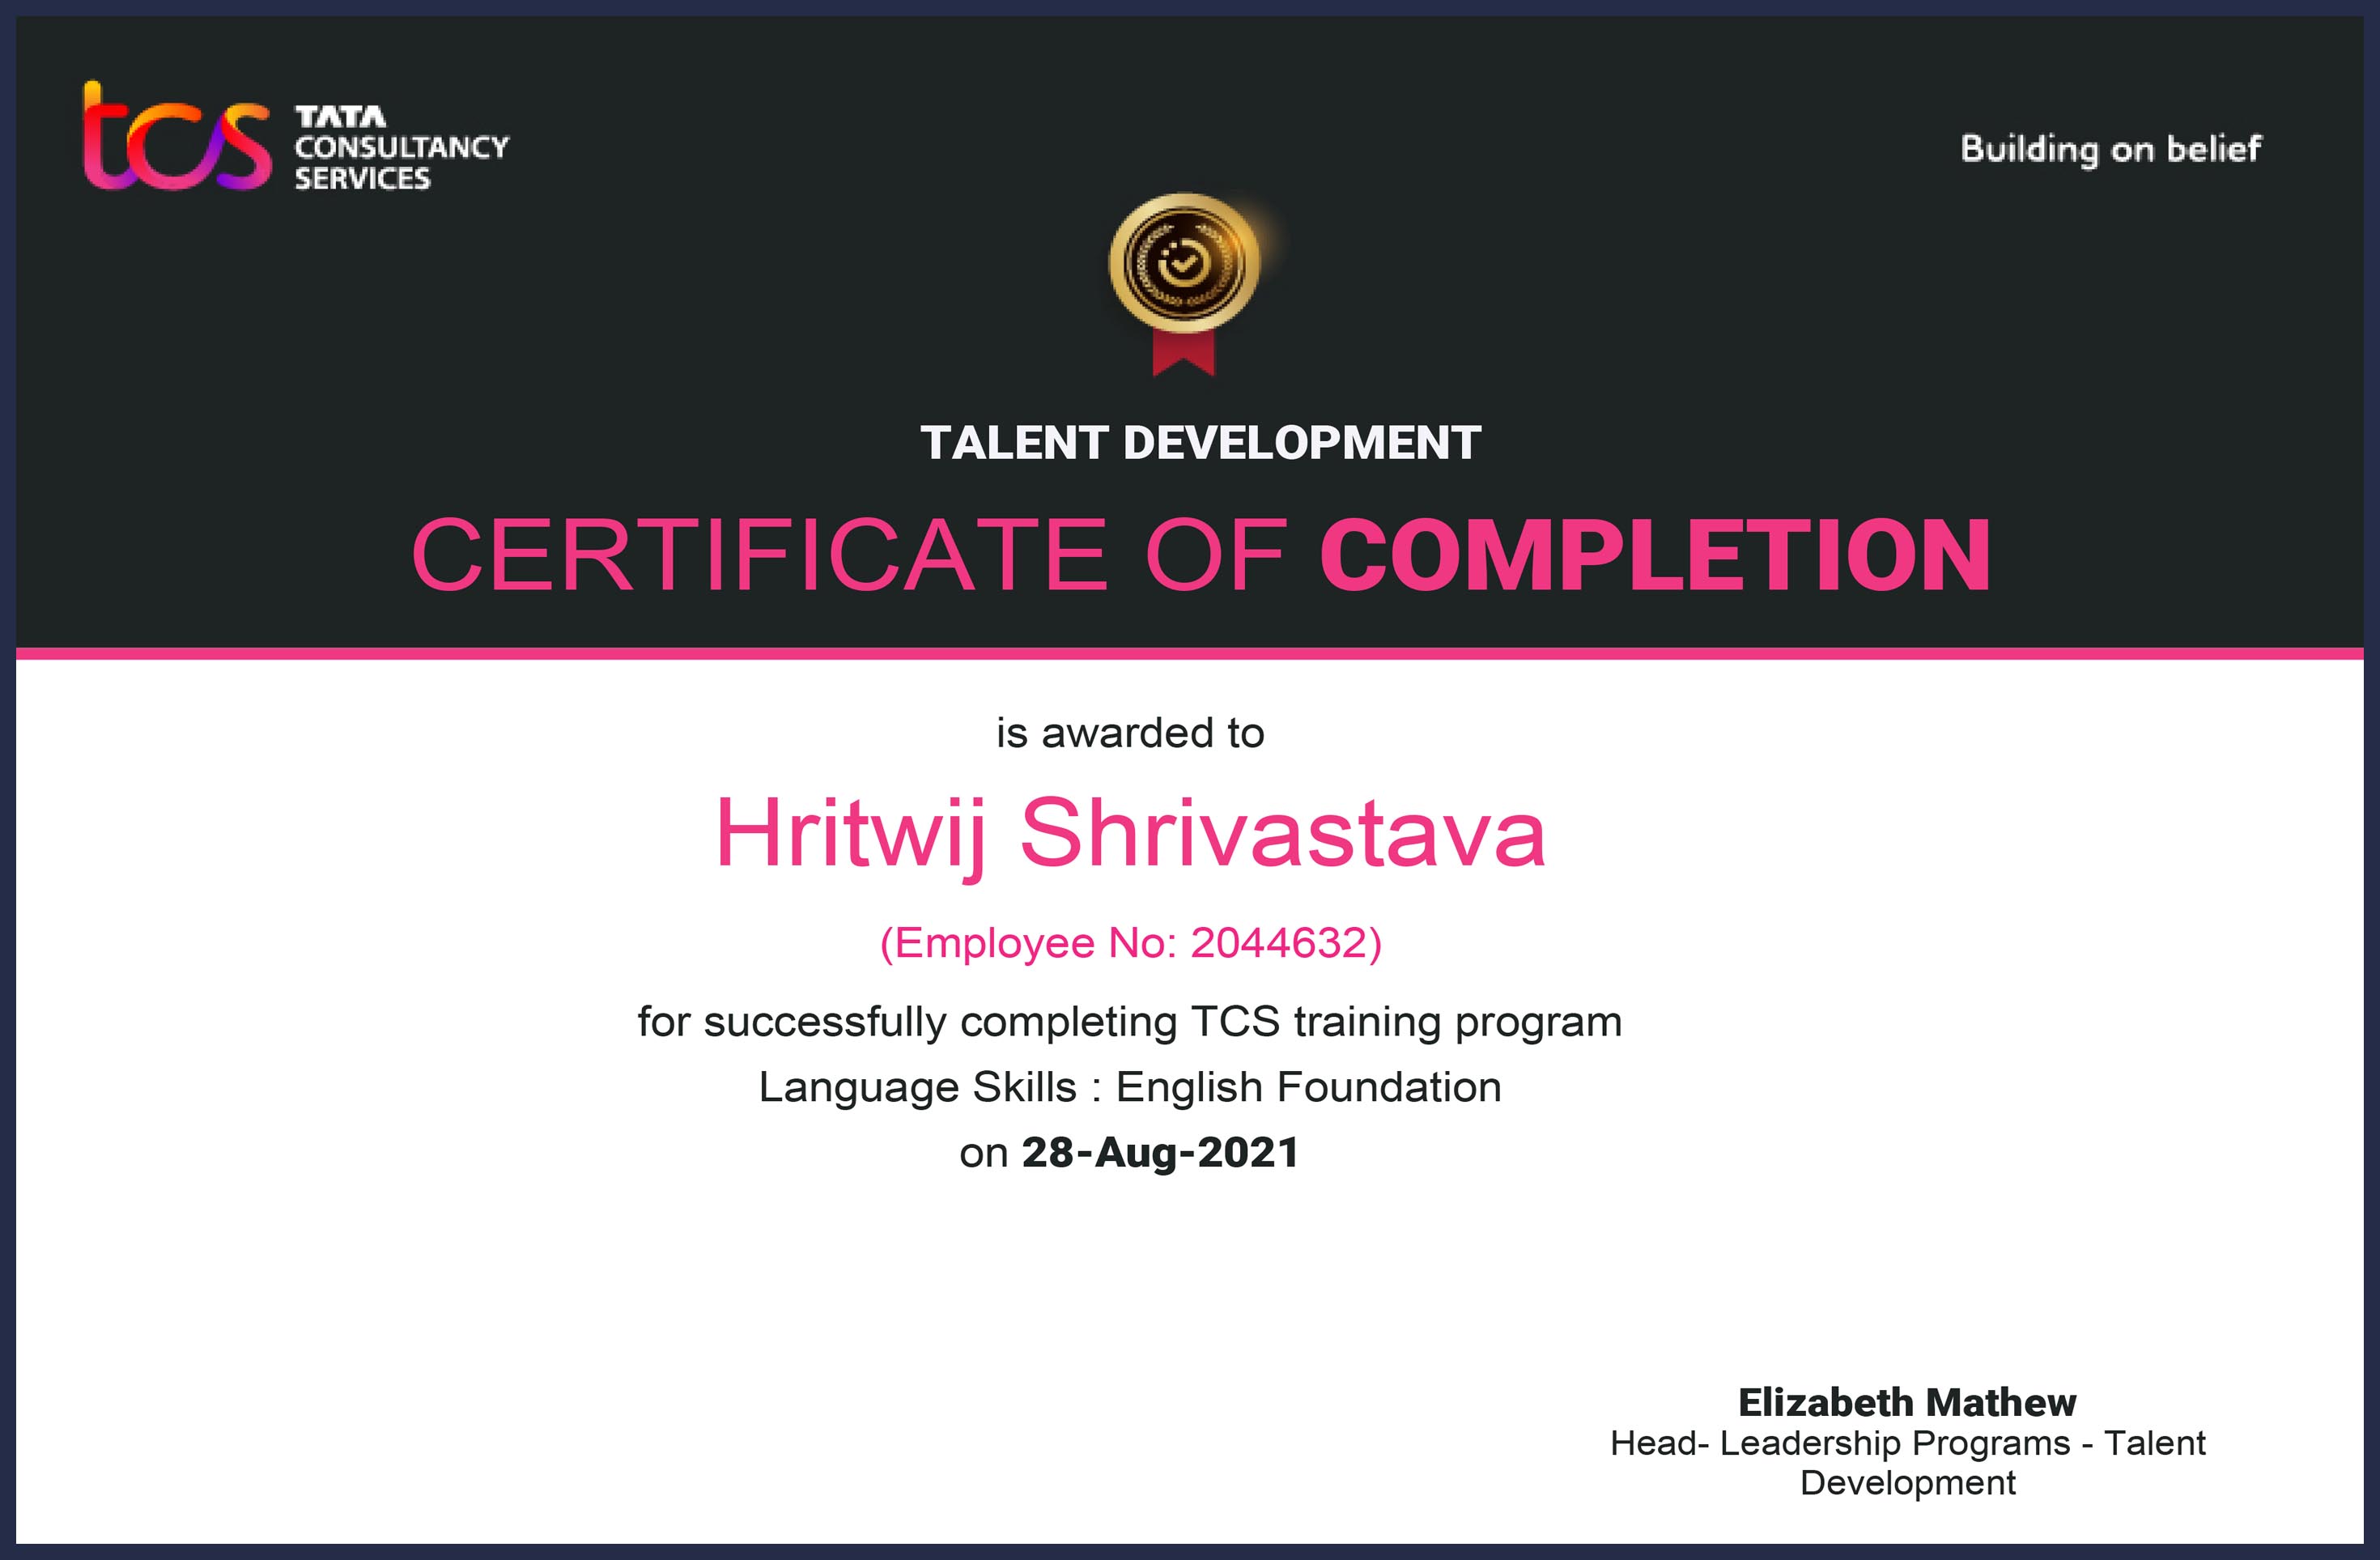 tcs TATA
CONSULTANCY
SERVICES
Building on belief
TALENT DEVELOPMENT
CERTIFICATE OF COMPLETION
is awarded to
Hritwij Shrivastava
(Employee No: 2044632)
for successfully completing TCS training program
Language Skills : English Foundation
on 28-Aug-2021
Elizabeth Mathew
Head- Leadership Programs - Talent
Development